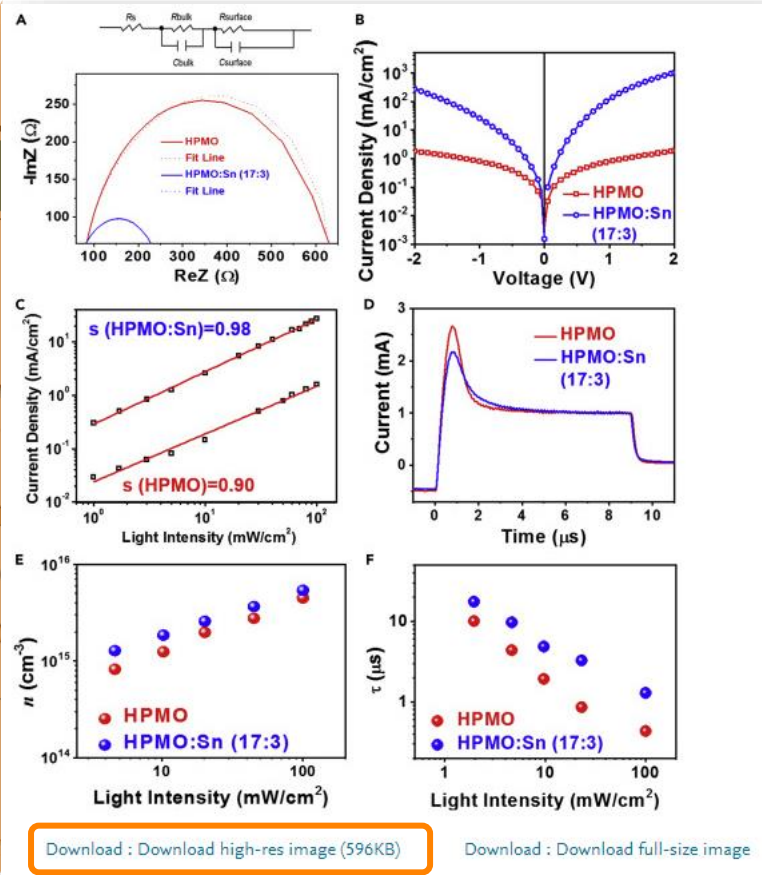 A
Rs Rbulk Rsurface
Cbulk Csurface
-ImZ (Ω)
250
200
150
100
HPMO
Fit Line
HPMO:Sn (17:3)
Fit Line
100 200 300 400 500 600
ReZ (Ω)
B
Current Density (mA/cm²)
10³
10²
10¹
10⁰
10⁻¹
10⁻²
10⁻³
HPMO
HPMO:Sn
(17:3)
-2 -1 0 1 2
Voltage (V)
C
Current Density (mA/cm²)
10¹
10⁰
10⁻¹
10⁻²
s (HPMO:Sn)=0.98
s (HPMO)=0.90
10⁰ 10¹ 10²
Light Intensity (mW/cm²)
D
Current (mA)
3
2
1
0
HPMO
HPMO:Sn
(17:3)
0 2 4 6 8 10
Time (μs)
E
n (cm⁻³)
10¹⁶
10¹⁵
10¹⁴
HPMO
HPMO:Sn (17:3)
10 100
Light Intensity (mW/cm²)
F
τ (μs)
10
1
HPMO
HPMO:Sn (17:3)
1 10 100
Light Intensity (mW/cm²)
Download : Download high-res image (596KB)
Download : Download full-size image